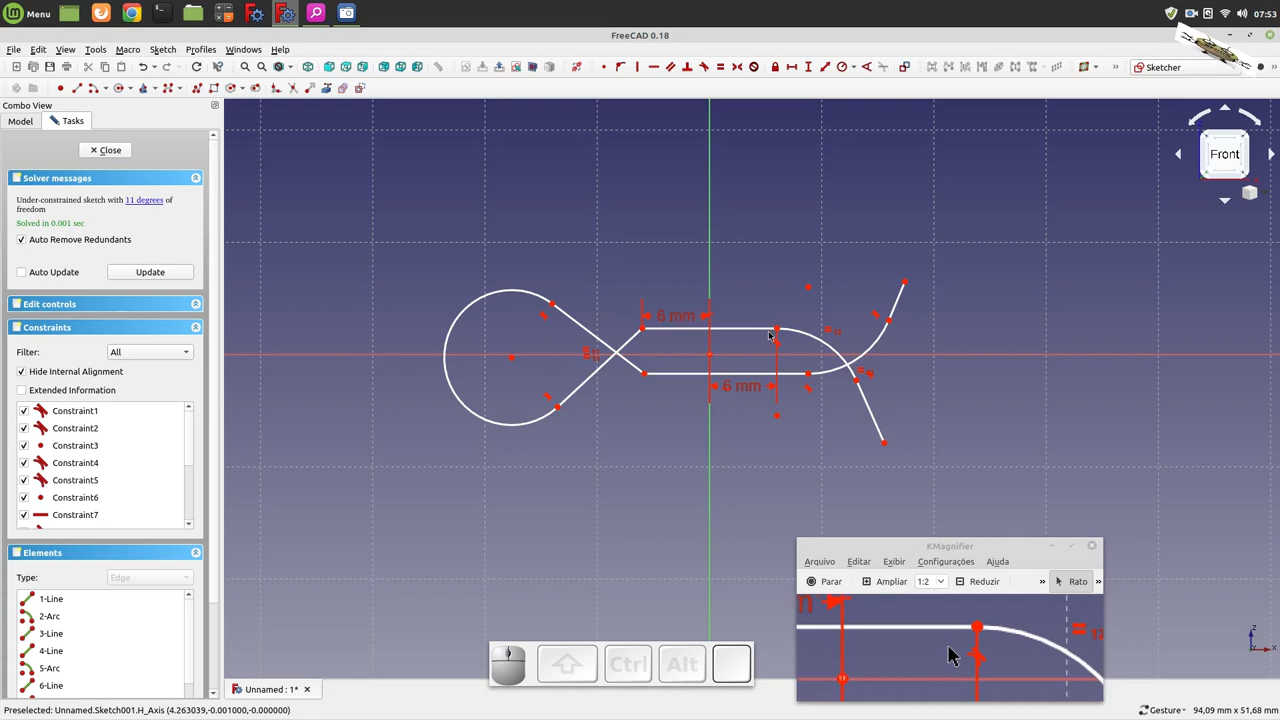 Menu
07:53
FreeCAD 0.18
File Edit View Tools Macro Sketch Profiles Windows Help
Sketcher
Combo View
Model Tasks
Close
Solver messages
Under-constrained sketch with 11 degrees of
freedom
Solved in 0.001 sec
Auto Remove Redundants
Auto Update Update
Edit controls
Constraints
Filter: All
Hide Internal Alignment
Extended Information
Constraint1
Constraint2
Constraint3
Constraint4
Constraint5
Constraint6
Constraint7
Elements
Type: Edge
1-Line
2-Arc
3-Line
4-Line
5-Arc
6-Line
6 mm
6 mm
Front
KMagnifier
Arquivo Editar Exibir Configurações Ajuda
Parar Ampliar 1:2 Reduzir » Rato »
Ctrl Alt
Z
X
Unnamed : 1*
Preselected: Unnamed.Sketch001.H_Axis (4.263039,-0.001000,-0.000000)
Gesture 94,09 mm x 51,68 mm